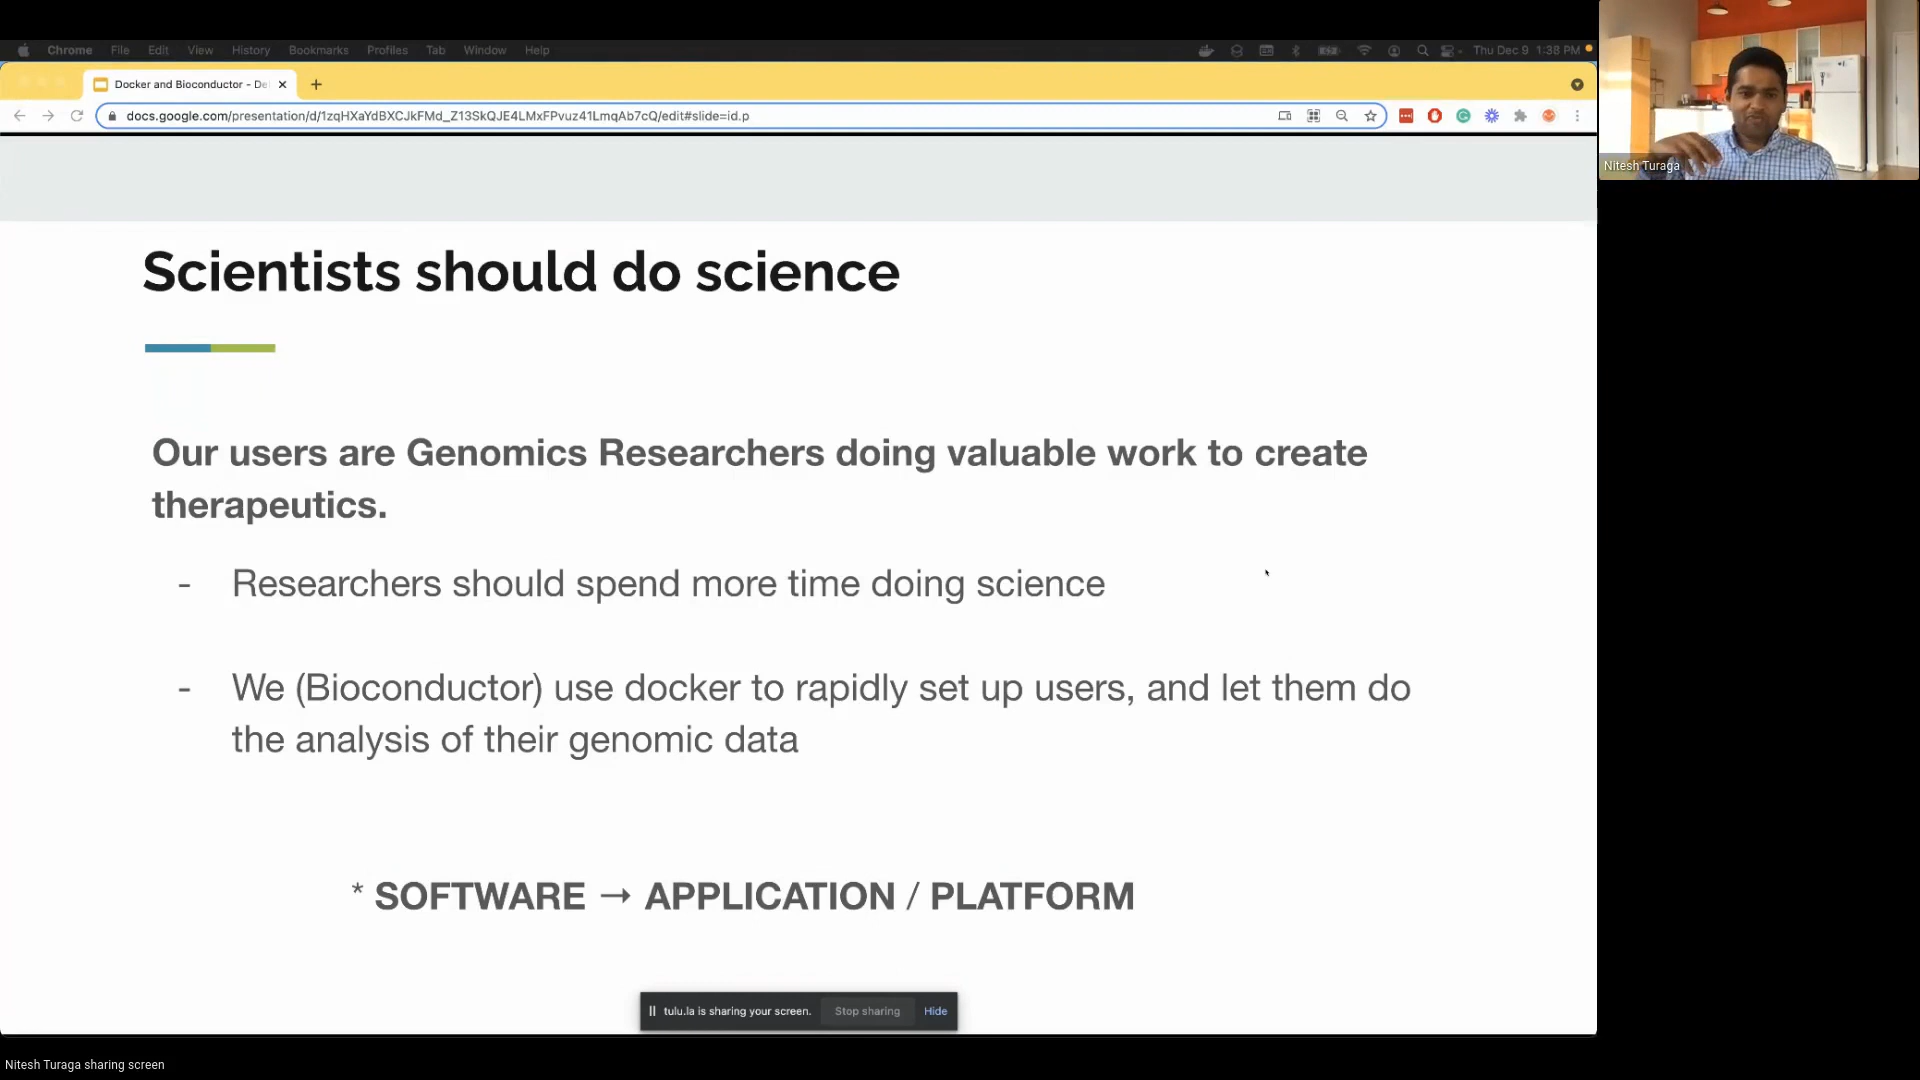 Chrome File Edit View History Bookmarks Profiles Tab Window Help Thu Dec 9 1:38 PM
Docker and Bioconductor - De
docs.google.com/presentation/d/1zqHXaYdBXCJkFMd_Z13SkQJE4LMxFPvuz41LmqAb7cQ/edit#slide=id.p
Nitesh Turaga
Scientists should do science
Our users are Genomics Researchers doing valuable work to create
therapeutics.
- Researchers should spend more time doing science
- We (Bioconductor) use docker to rapidly set up users, and let them do
the analysis of their genomic data
* SOFTWARE → APPLICATION / PLATFORM
tulu.la is sharing your screen. Stop sharing Hide
Nitesh Turaga sharing screen